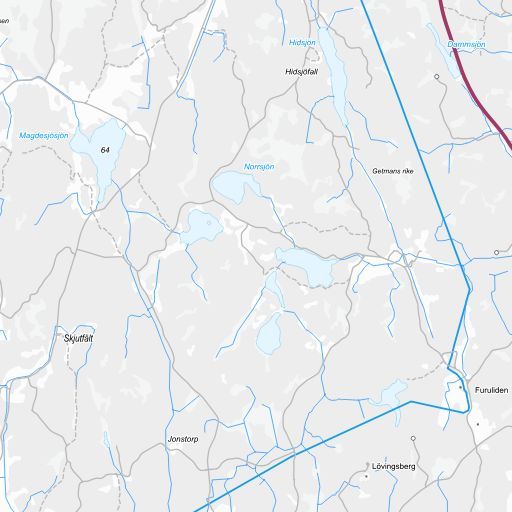 Hidsjön
Dammsjön
Hidsjöfall
Magdesjösjön
64
Norrsjön
Getmans rike
Skjutfält
Furuliden
Jonstorp
Lövingsberg